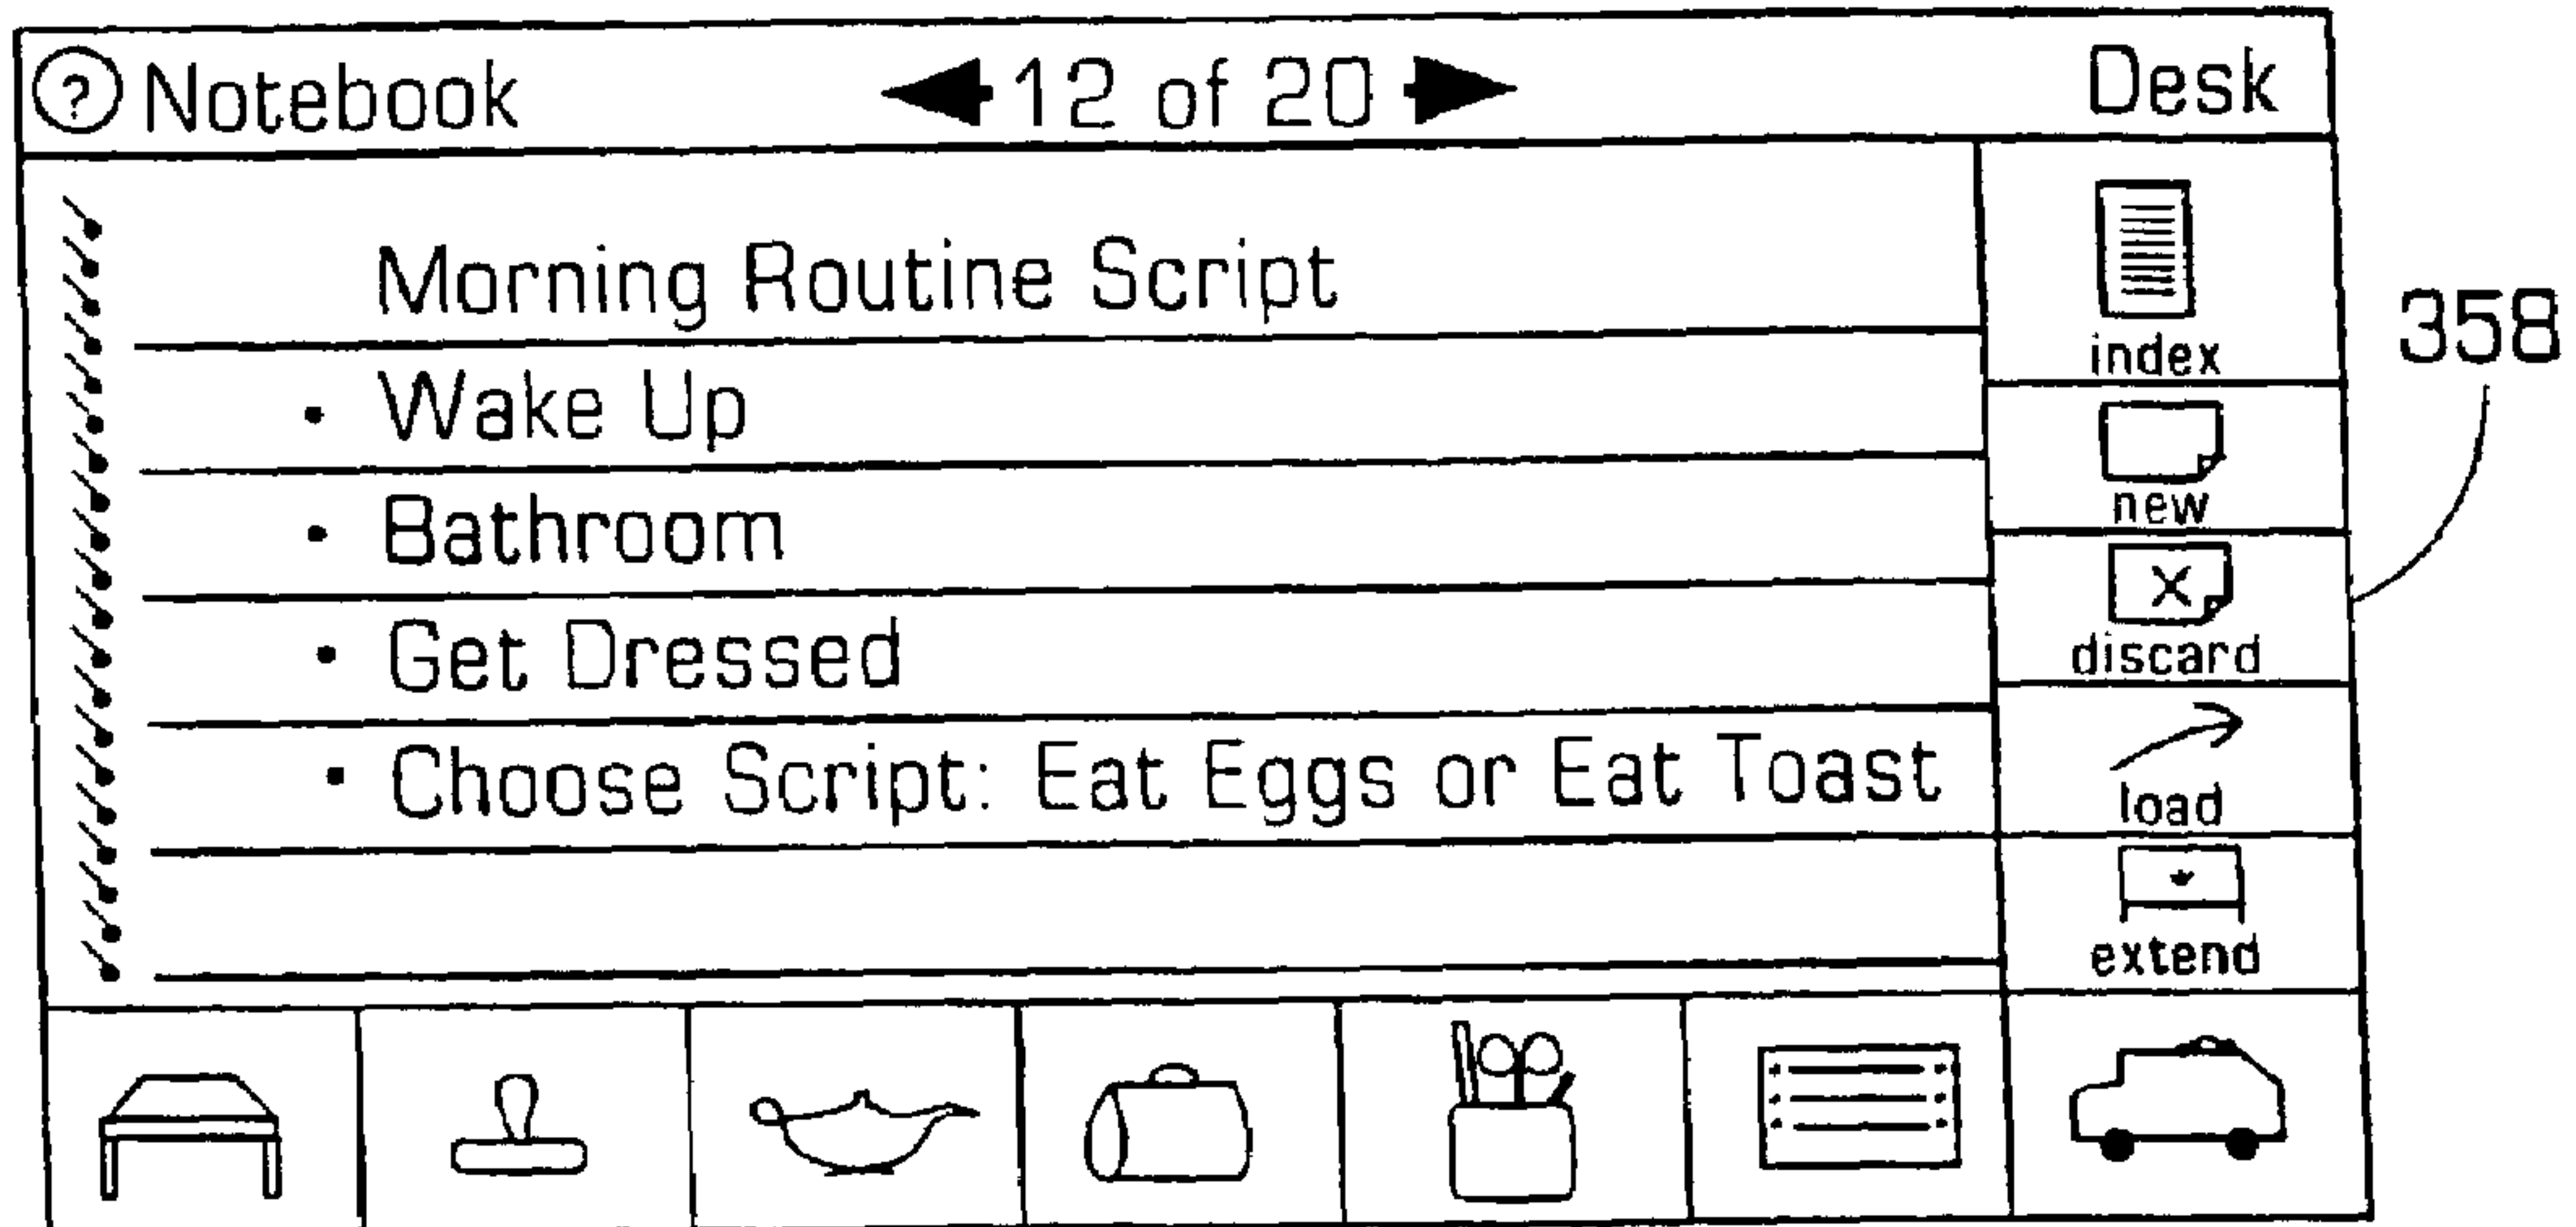 ? Notebook 12 of 20 Desk
Morning Routine Script
• Wake Up
• Bathroom
• Get Dressed
• Choose Script: Eat Eggs or Eat Toast
index
new
discard
load
extend
358